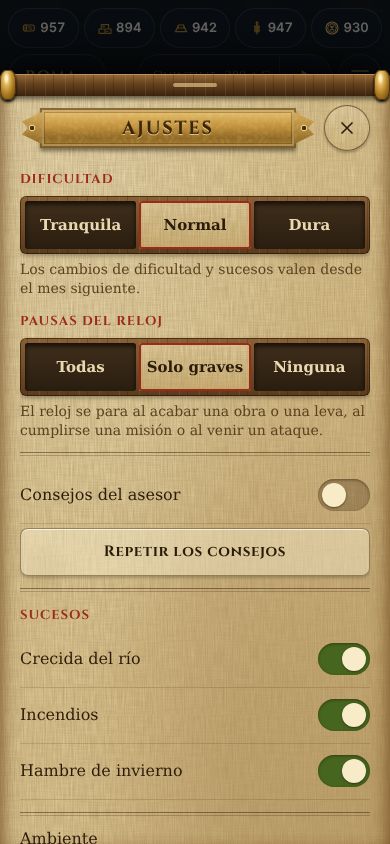 957 894 942 947 930
AJUSTES
DIFICULTAD
Tranquila Normal Dura
Los cambios de dificultad y sucesos valen desde
el mes siguiente.
PAUSAS DEL RELOJ
Todas Solo graves Ninguna
El reloj se para al acabar una obra o una leva, al
cumplirse una misión o al venir un ataque.
Consejos del asesor
REPETIR LOS CONSEJOS
SUCESOS
Crecida del río
Incendios
Hambre de invierno
Ambiente